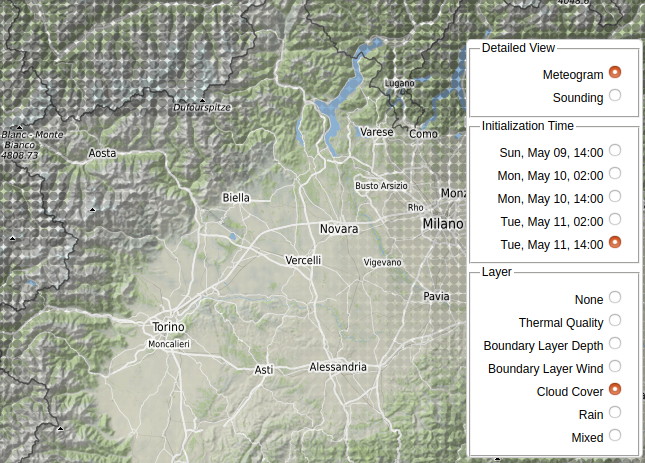 4048.6
Lugano
Dufourspitze
Blanc - Monte
Bianco
4808.73
Varese
Como
Aosta
Busto Arsizio
Biella
Monz
Rho
Novara
Milano
Vercelli
Vigevano
Pavia
Torino
Moncalieri
Asti
Alessandria
Detailed View
Meteogram
Sounding
Initialization Time
Sun, May 09, 14:00
Mon, May 10, 02:00
Mon, May 10, 14:00
Tue, May 11, 02:00
Tue, May 11, 14:00
Layer
None
Thermal Quality
Boundary Layer Depth
Boundary Layer Wind
Cloud Cover
Rain
Mixed